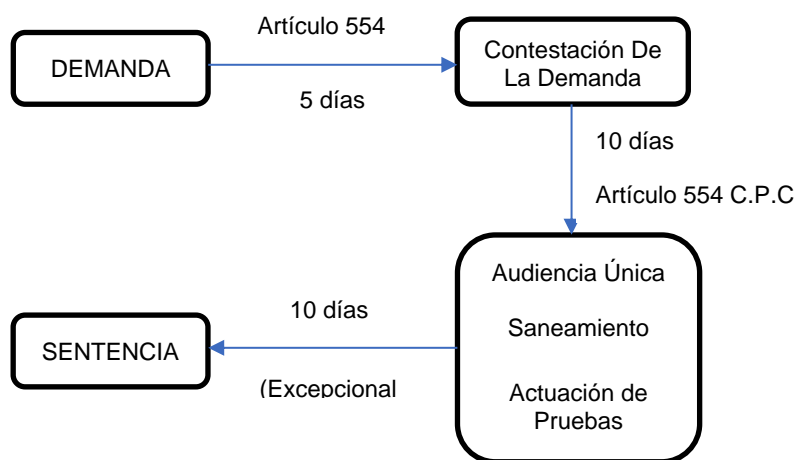 Artículo 554
DEMANDA
5 días
Contestación De
La Demanda
10 días
Artículo 554 C.P.C
Audiencia Única
Saneamiento
Actuación de
Pruebas
10 días
SENTENCIA
(Excepcional